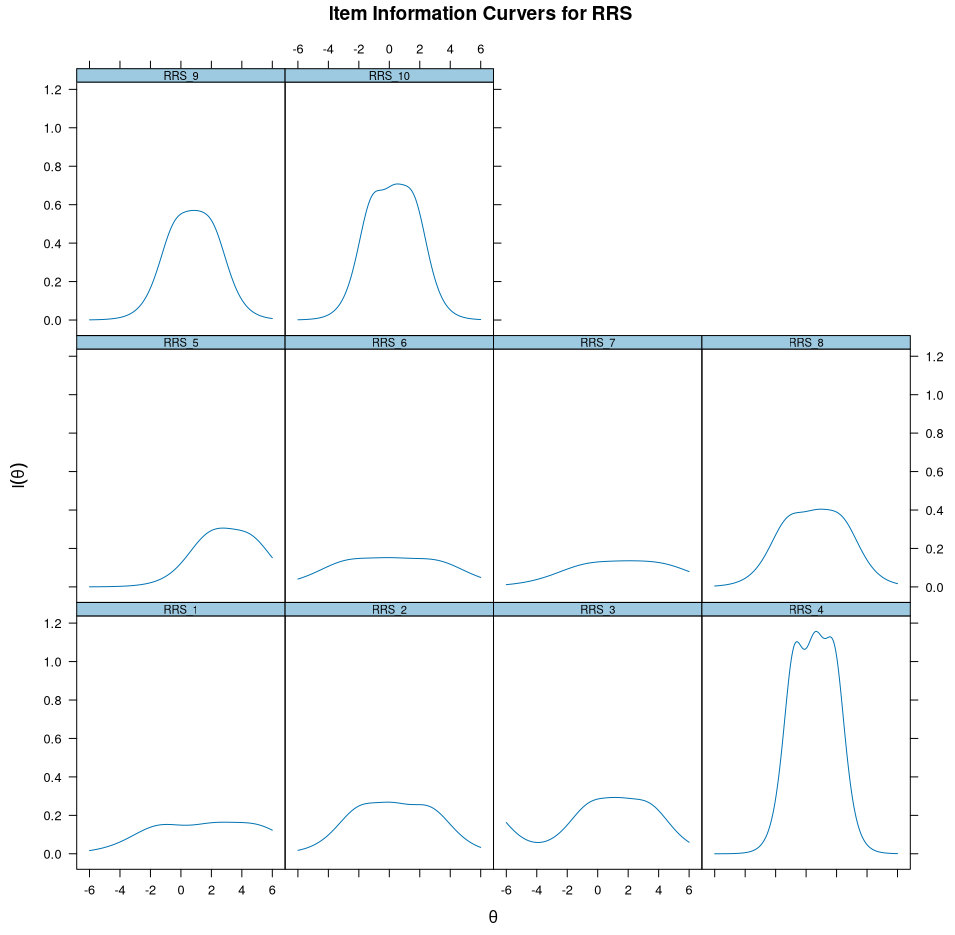 Item Information Curvers for RRS
-6 -4 -2 0 2 4 6
RRS_9 RRS_10
1.2
1.0
0.8
0.6
0.4
0.2
0.0
RRS_5 RRS_6 RRS_7 RRS_8
1.2
1.0
0.8
0.6
0.4
0.2
0.0
I(θ)
RRS_1 RRS_2 RRS_3 RRS_4
1.2
1.0
0.8
0.6
0.4
0.2
0.0
-6 -4 -2 0 2 4 6 -6 -4 -2 0 2 4 6
θ